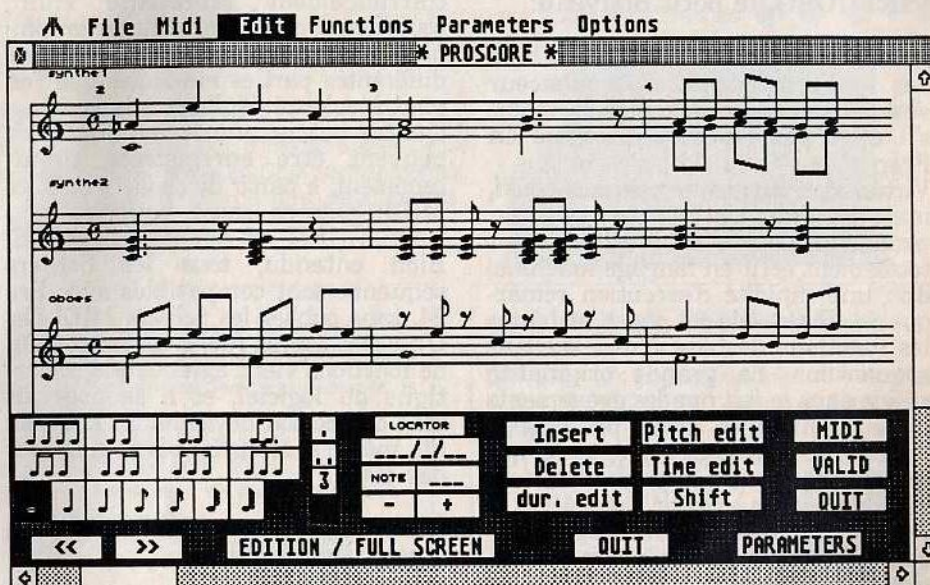 File Midi Edit Functions Parameters Options
* PROSCORE *
synthe1
2 3 4
synthe2
oboes
LOCATOR
___/_/__
NOTE ___
- +
3
Insert Pitch edit MIDI
Delete Time edit VALID
dur. edit Shift QUIT
<< >> EDITION / FULL SCREEN QUIT PARAMETERS